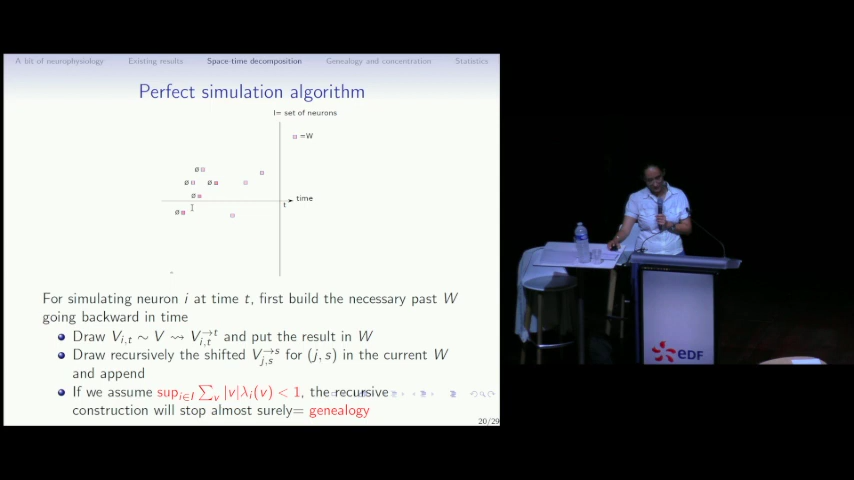 A bit of neurophysiology Existing results Space-time decomposition Genealogy and concentration Statistics
Perfect simulation algorithm
I= set of neurons
=W
Ø
Ø Ø
Ø
time
t
Ø
For simulating neuron i at time t, first build the necessary past W
going backward in time
Draw V_{i,t} ∼ V ⇝ V_{i,t}^{→t} and put the result in W
Draw recursively the shifted V_{j,s}^{→s} for (j, s) in the current W
and append
If we assume sup_{i∈I} ∑_v |v|λ_i(v) < 1, the recursive
construction will stop almost surely= genealogy
20/29
eDF